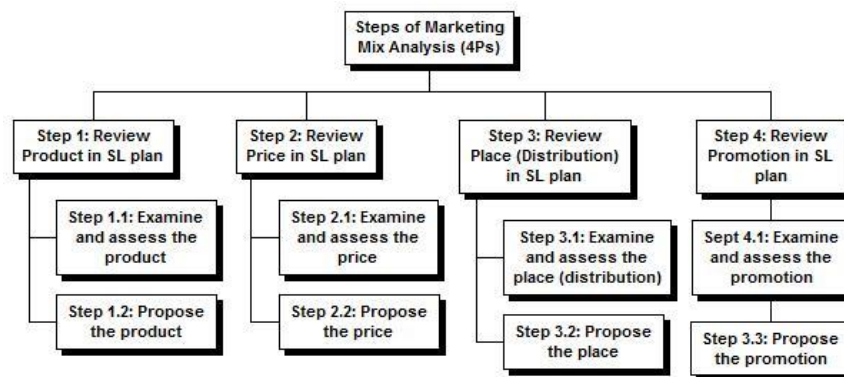 Steps of Marketing
Mix Analysis (4Ps)
Step 1: Review
Product in SL plan
Step 2: Review
Price in SL plan
Step 3: Review
Place (Distribution)
in SL plan
Step 4: Review
Promotion in SL
plan
Step 1.1: Examine
and assess the
product
Step 2.1: Examine
and assess the
price
Step 3.1: Examine
and assess the
place (distribution)
Sept 4.1: Examine
and assess the
promotion
Step 1.2: Propose
the product
Step 2.2: Propose
the price
Step 3.2: Propose
the place
Step 3.3: Propose
the promotion